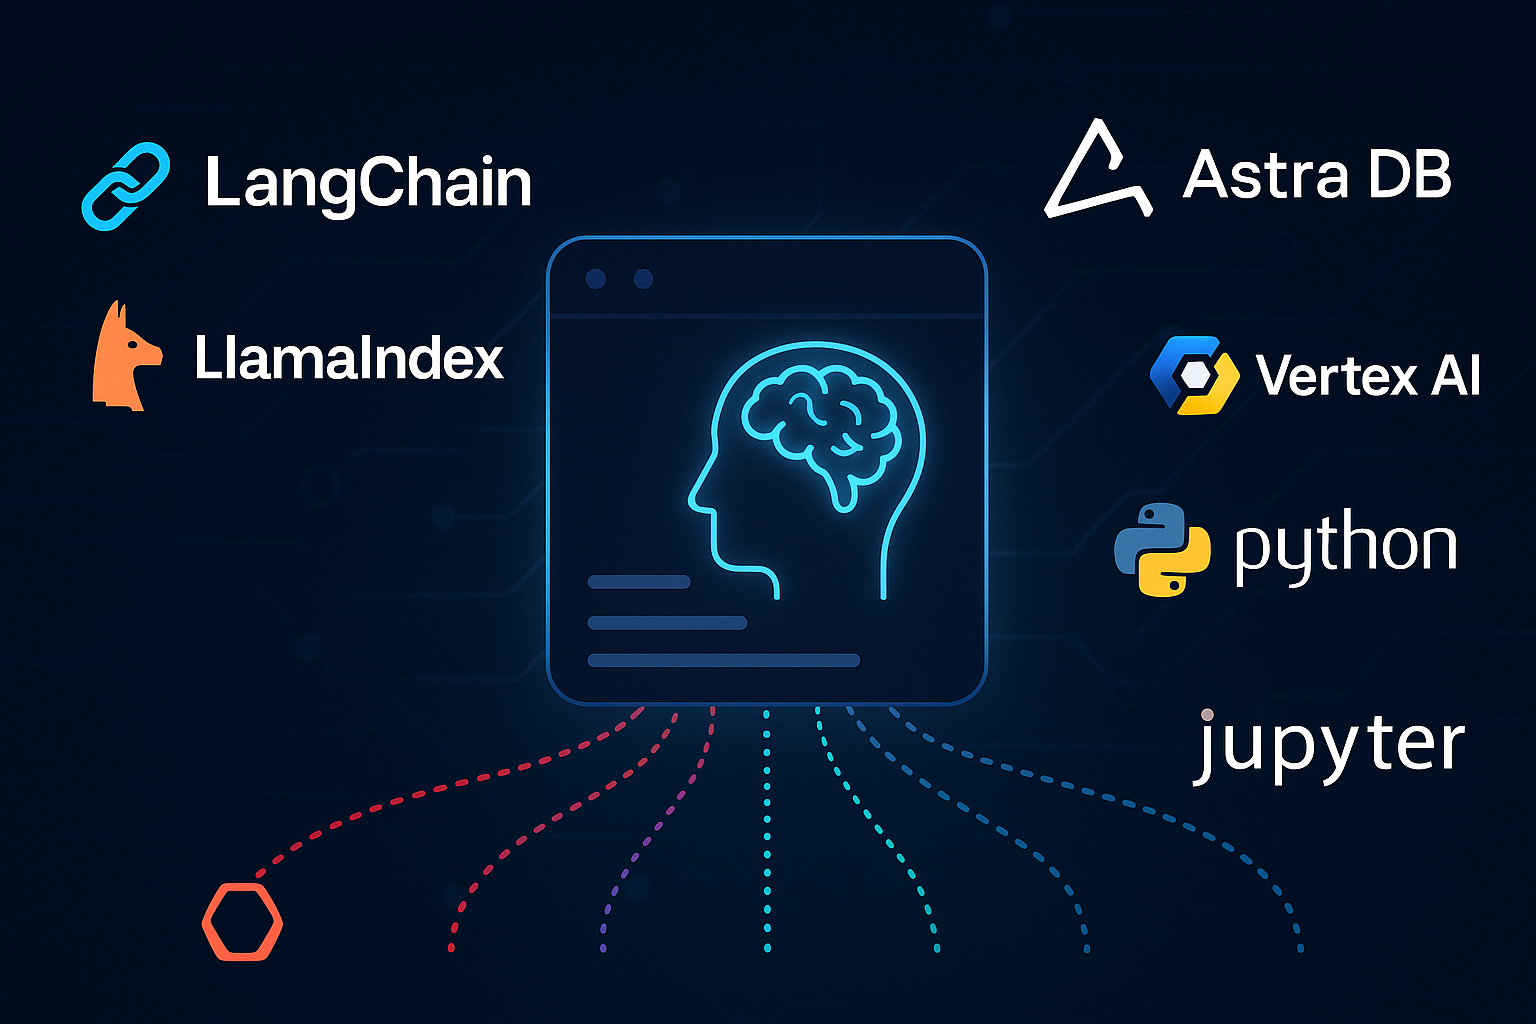 LangChain
Astra DB
LlamaIndex
Vertex AI
python
jupyter